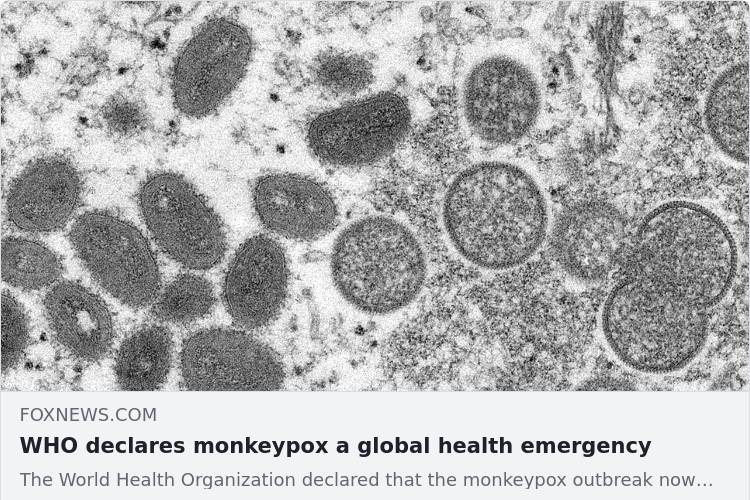 FOXNEWS.COM
WHO declares monkeypox a global health emergency
The World Health Organization declared that the monkeypox outbreak now…